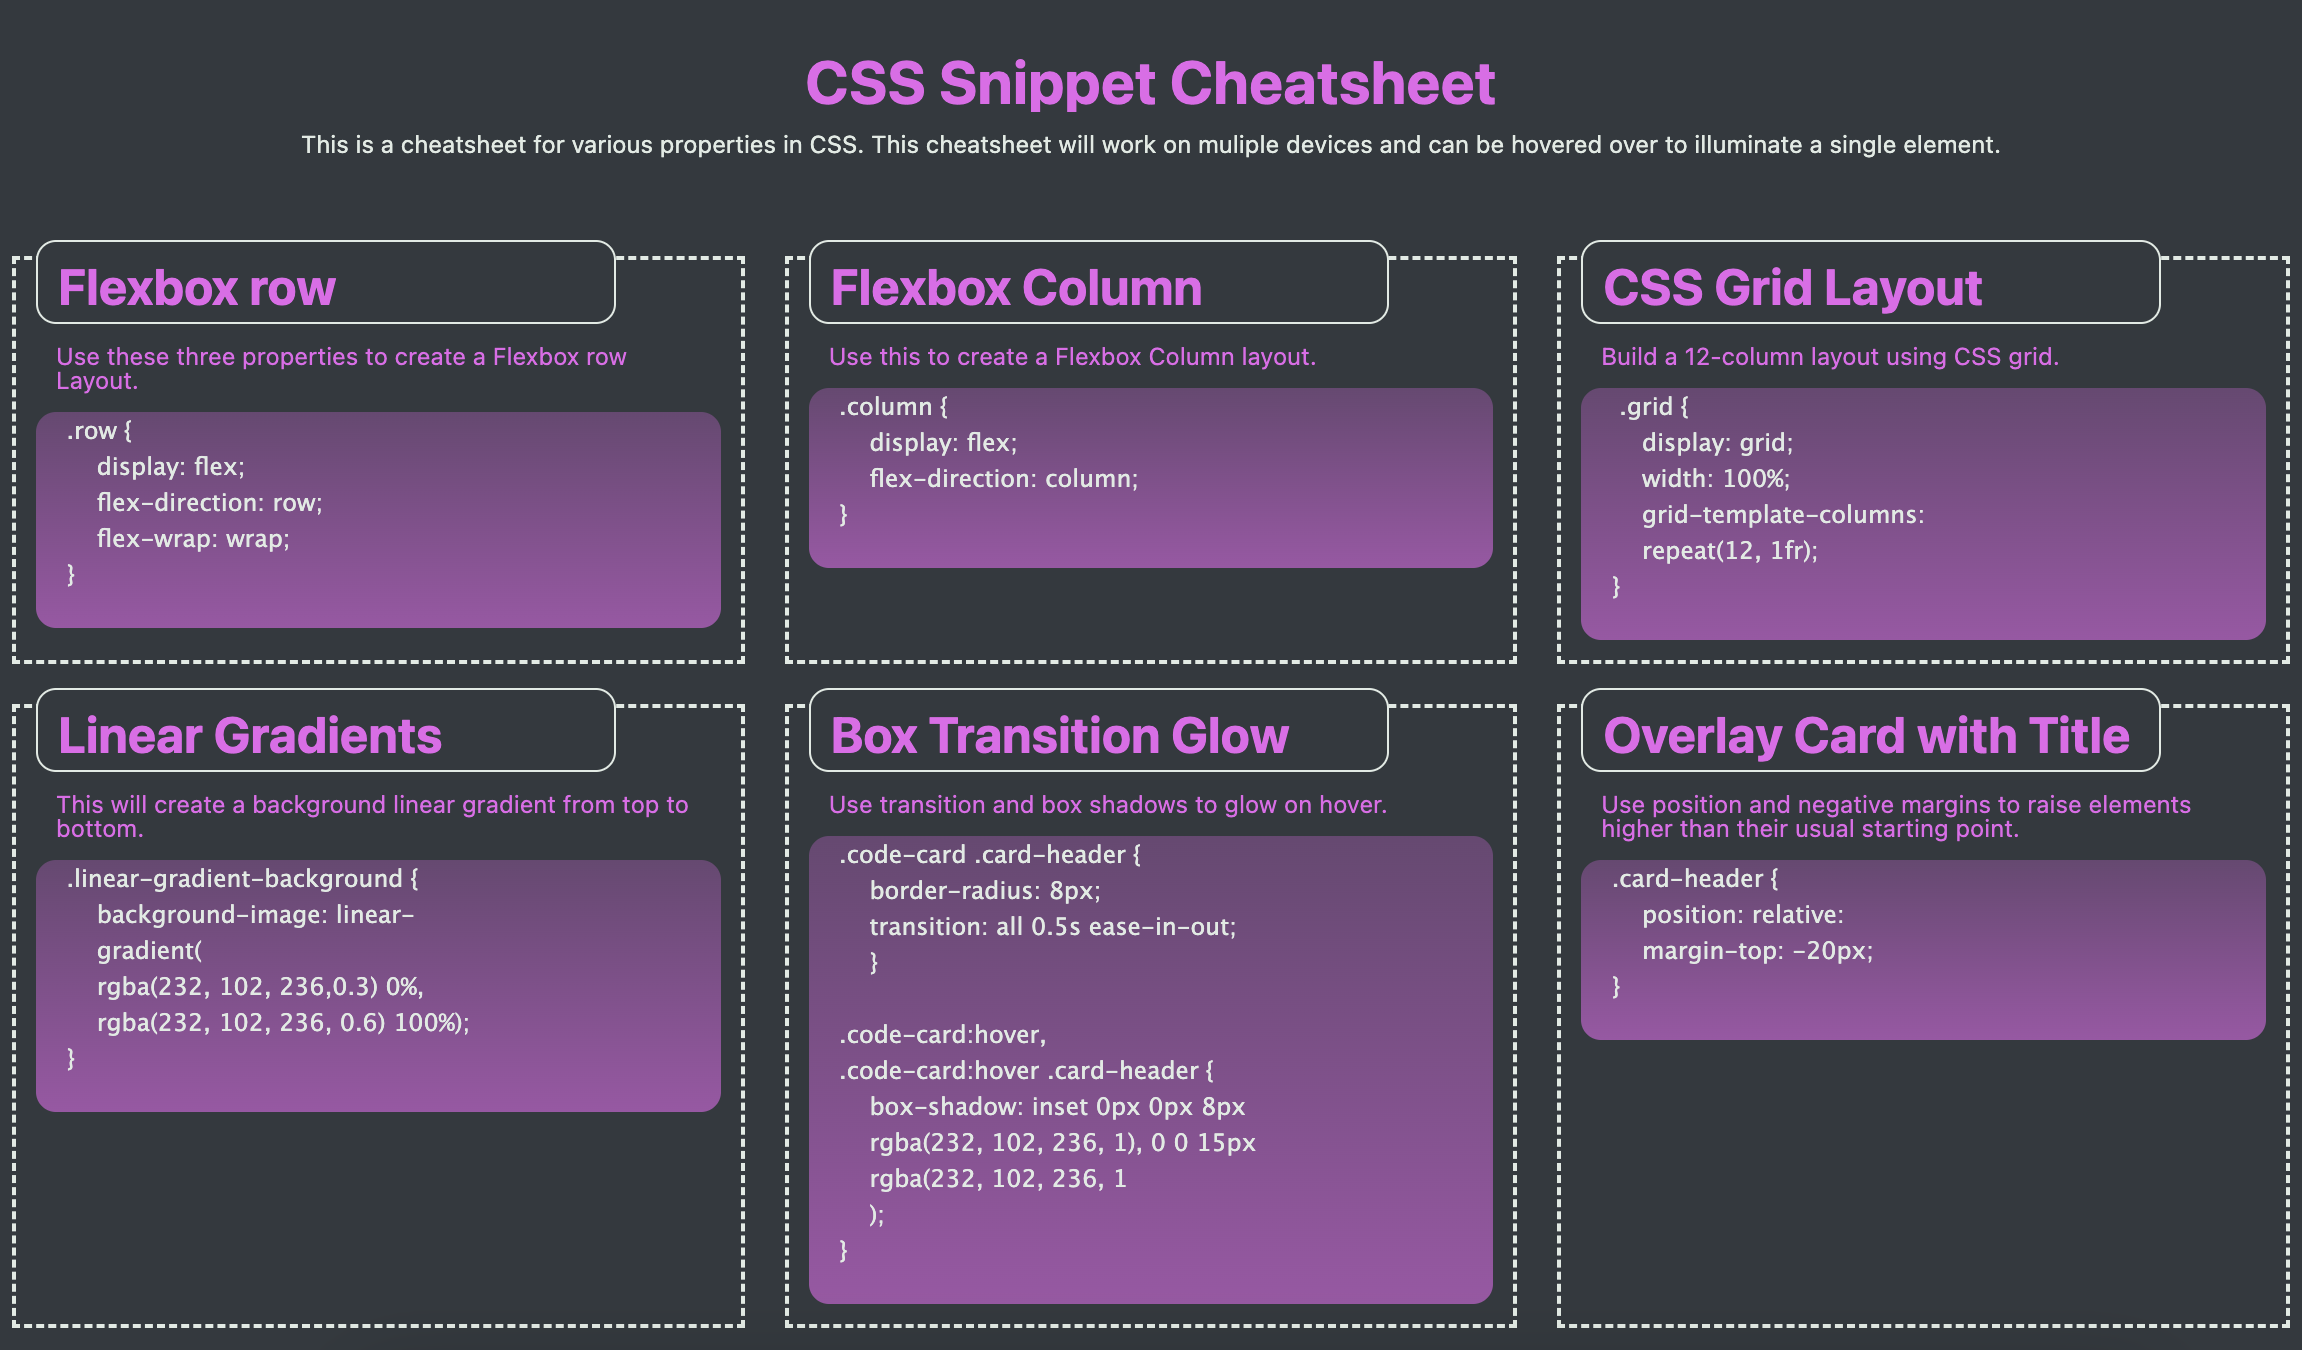 CSS Snippet Cheatsheet
This is a cheatsheet for various properties in CSS. This cheatsheet will work on muliple devices and can be hovered over to illuminate a single element.
Flexbox row
Use these three properties to create a Flexbox row
Layout.
.row {
display: flex;
flex-direction: row;
flex-wrap: wrap;
}
Flexbox Column
Use this to create a Flexbox Column layout.
.column {
display: flex;
flex-direction: column;
}
CSS Grid Layout
Build a 12-column layout using CSS grid.
.grid {
display: grid;
width: 100%;
grid-template-columns:
repeat(12, 1fr);
}
Linear Gradients
This will create a background linear gradient from top to
bottom.
.linear-gradient-background {
background-image: linear-
gradient(
rgba(232, 102, 236,0.3) 0%,
rgba(232, 102, 236, 0.6) 100%);
}
Box Transition Glow
Use transition and box shadows to glow on hover.
.code-card .card-header {
border-radius: 8px;
transition: all 0.5s ease-in-out;
}
.code-card:hover,
.code-card:hover .card-header {
box-shadow: inset 0px 0px 8px
rgba(232, 102, 236, 1), 0 0 15px
rgba(232, 102, 236, 1
);
}
Overlay Card with Title
Use position and negative margins to raise elements
higher than their usual starting point.
.card-header {
position: relative:
margin-top: -20px;
}